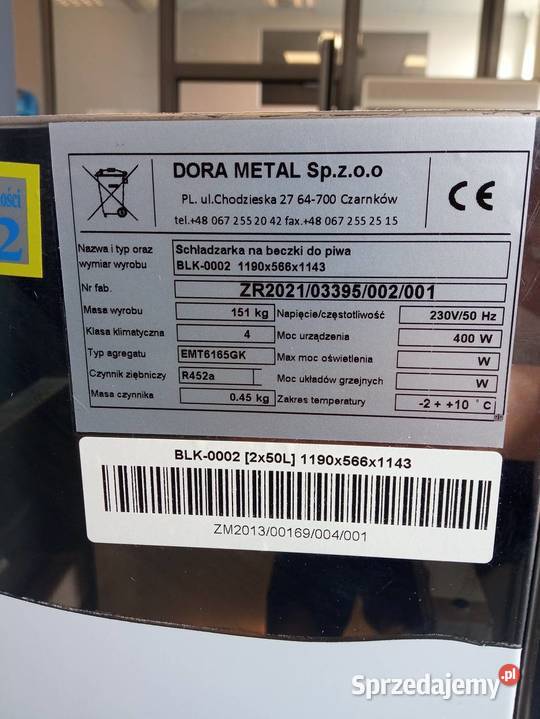 DORA METAL Sp.z.o.o
PL. ul.Chodzieska 27 64-700 Czarnków
tel.+48 067 255 20 42 fax.+48 067 255 25 15
CE
ości
2
Nazwa i typ oraz wymiar wyrobu
Schładzarka na beczki do piwa
BLK-0002 1190x566x1143
Nr fab. ZR2021/03395/002/001
Masa wyrobu 151 kg Napięcie/częstotliwość 230V/50 Hz
Klasa klimatyczna 4 Moc urządzenia 400 W
Typ agregatu EMT6165GK Max moc oświetlenia W
Czynnik ziębniczy R452a Moc układów grzejnych W
Masa czynnika 0.45 kg Zakres temperatury -2 + +10 °C
BLK-0002 [2x50L] 1190x566x1143
ZM2013/00169/004/001
Sprzedajemy.pl